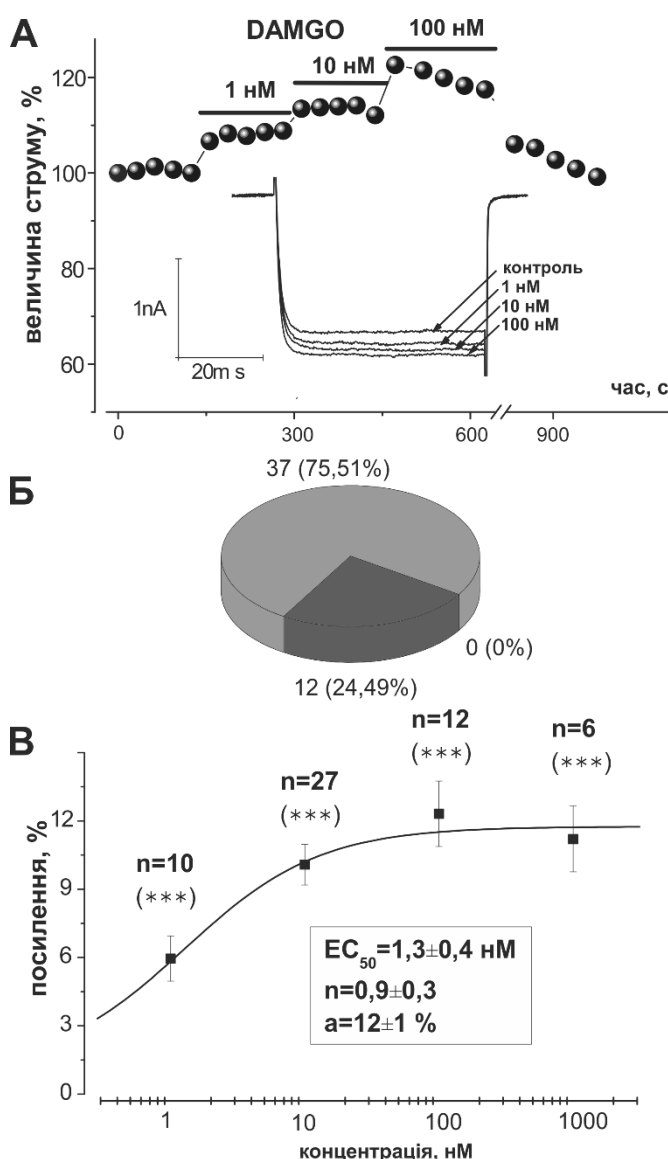 А
DAMGO
1 нМ
10 нМ
100 нМ
величина струму, %
120
100
80
60
1nA
20m s
контроль
1 нМ
10 нМ
100 нМ
час, с
0
300
600
900
Б
37 (75,51%)
0 (0%)
12 (24,49%)
В
посилення, %
12
9
6
3
0
n=10
(***)
n=27
(***)
n=12
(***)
n=6
(***)
EC50=1,3±0,4 нМ
n=0,9±0,3
a=12±1 %
1
10
100
1000
концентрація, нМ